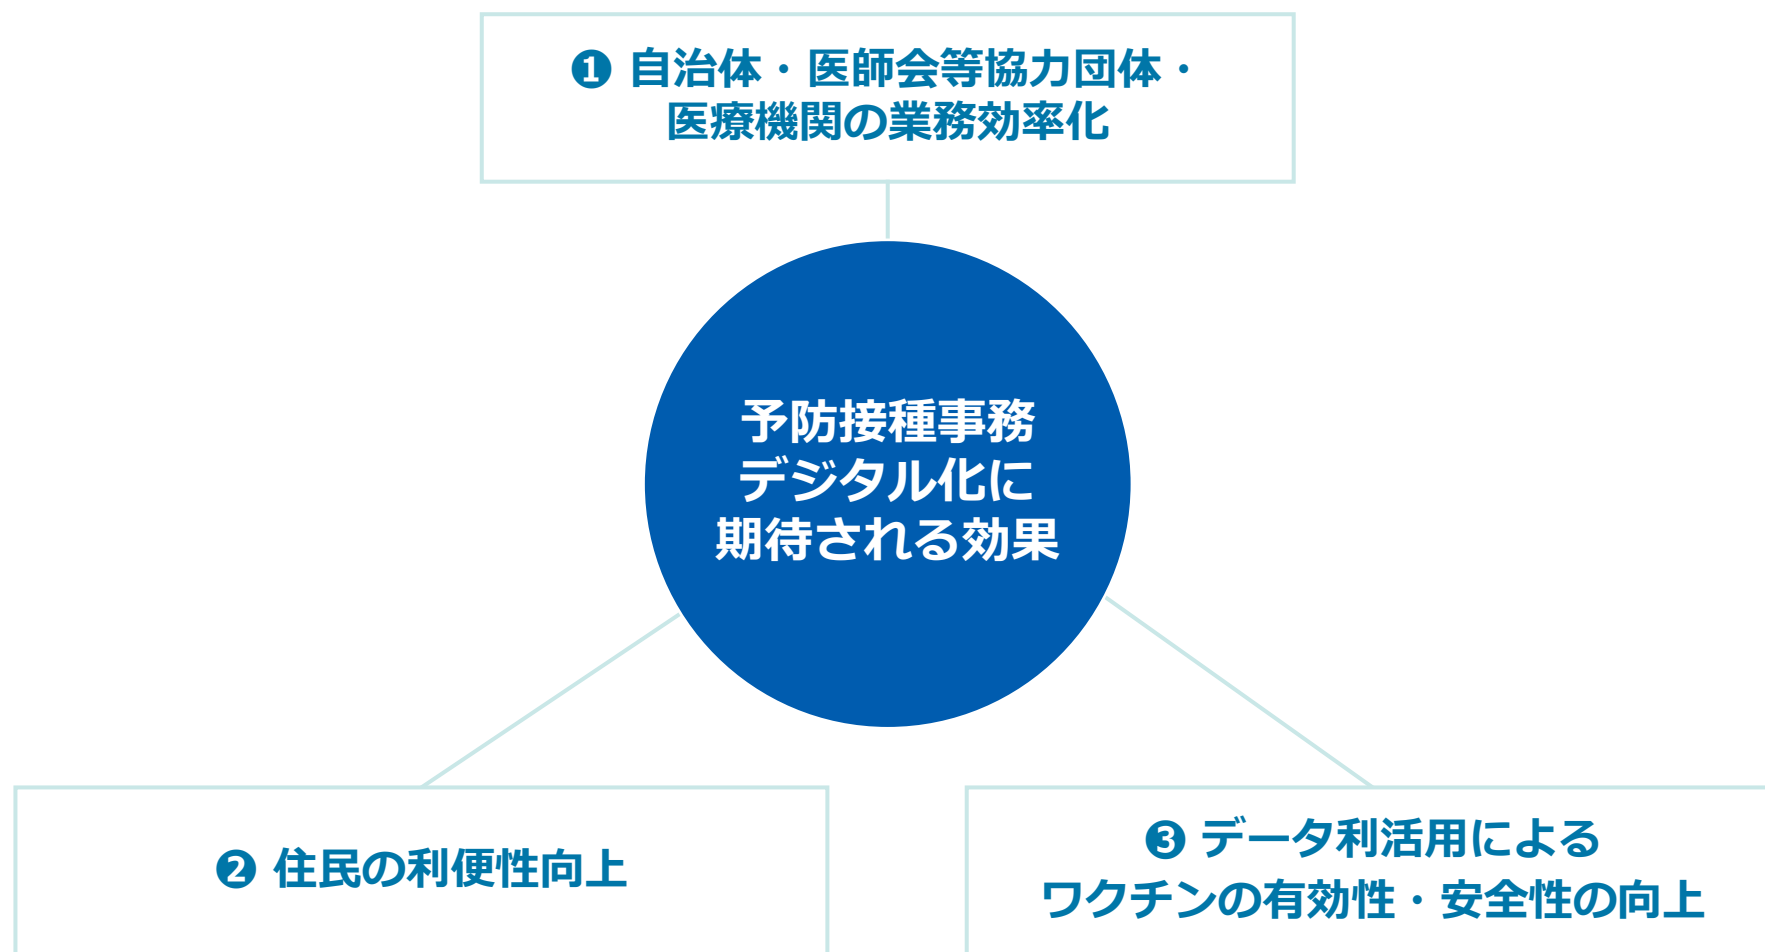 ❶ 自治体・医師会等協力団体・
医療機関の業務効率化
予防接種事務
デジタル化に
期待される効果
❷ 住民の利便性向上
❸ データ利活用による
ワクチンの有効性・安全性の向上